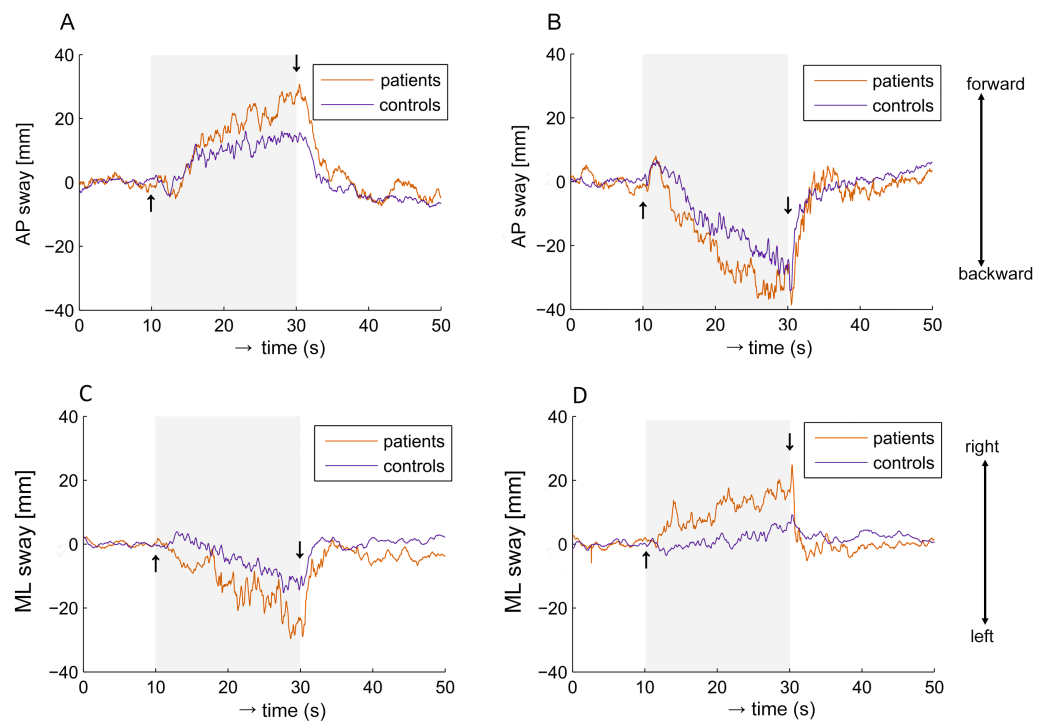 A
AP sway [mm]
40
20
0
−20
−40
patients
controls
0
10
20
30
40
50
→ time (s)
B
AP sway [mm]
40
20
0
−20
−40
patients
controls
0
10
20
30
40
50
→ time (s)
forward
backward
C
ML sway [mm]
40
20
0
−20
−40
patients
controls
0
10
20
30
40
50
→ time (s)
D
ML sway [mm]
40
20
0
−20
−40
patients
controls
0
10
20
30
40
50
→ time (s)
right
left